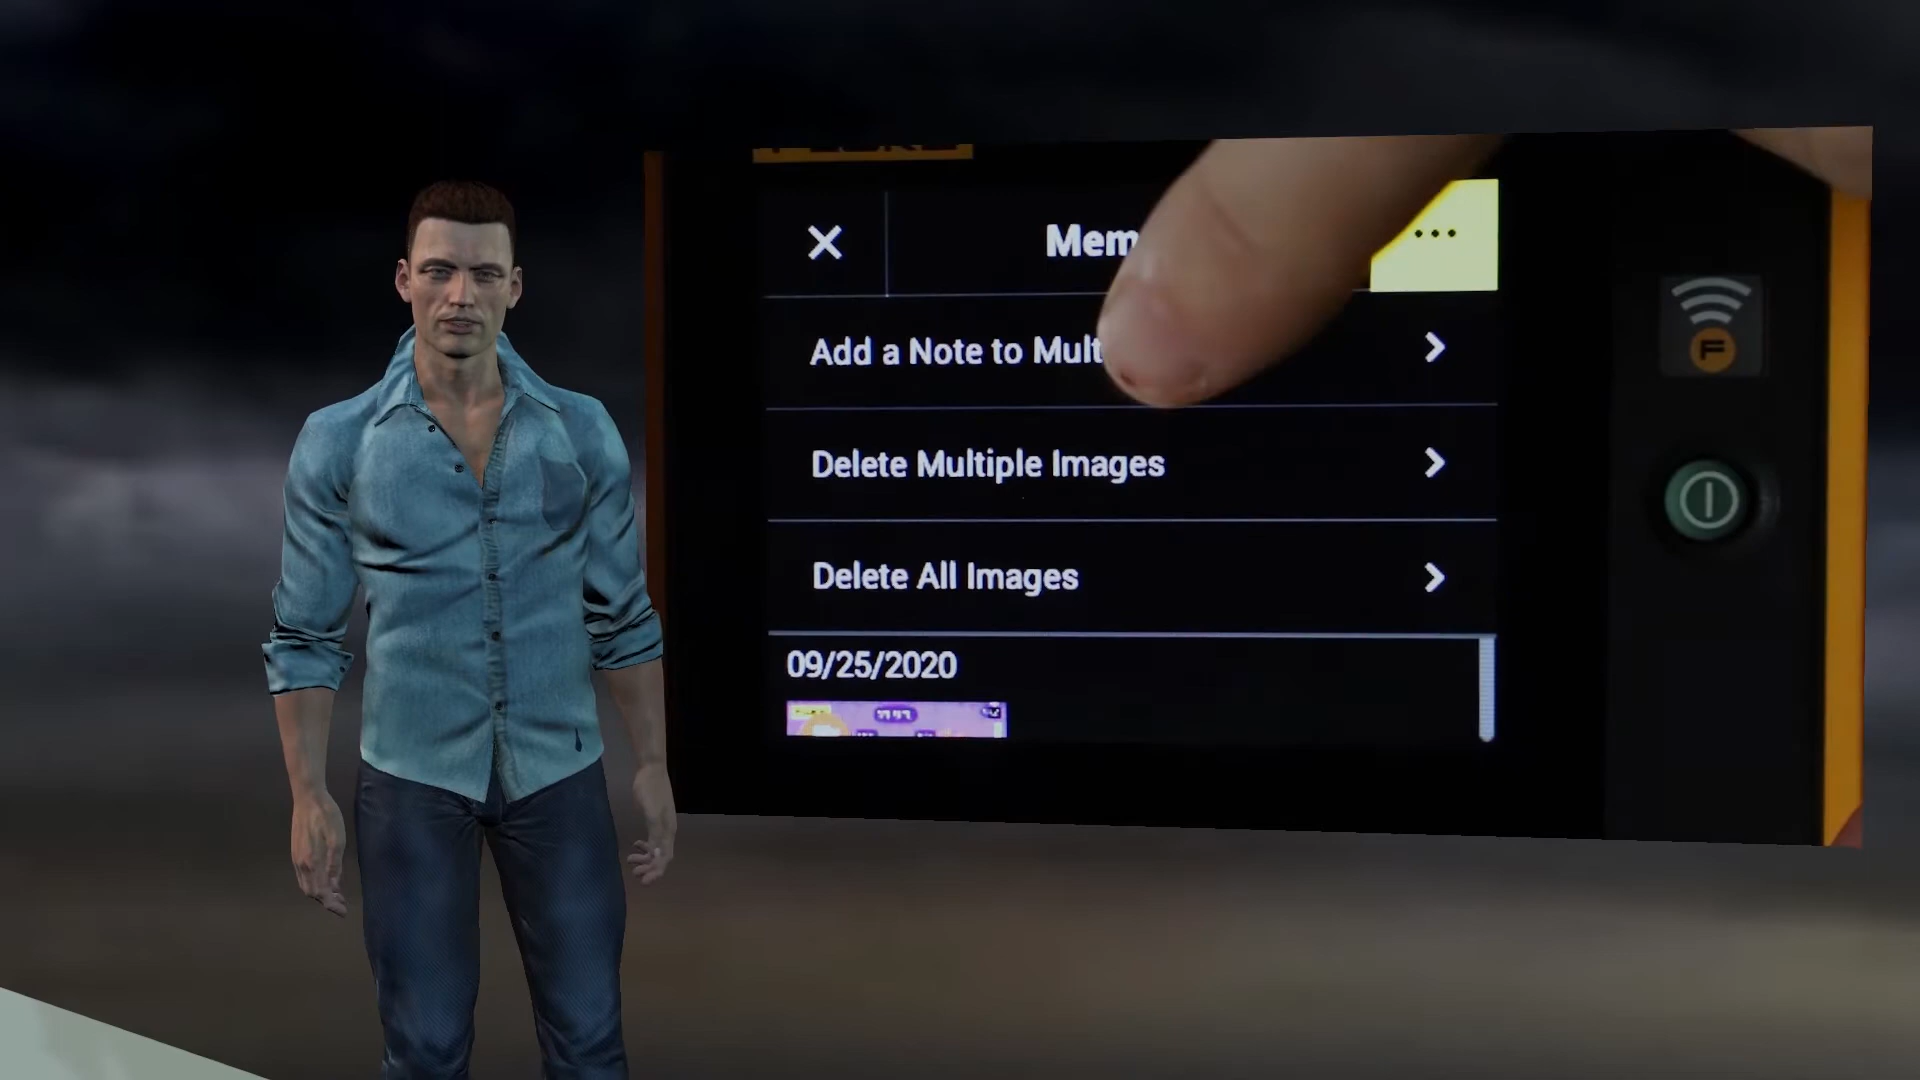 Mem
...
Add a Note to Mult
Delete Multiple Images
Delete All Images
09/25/2020
F